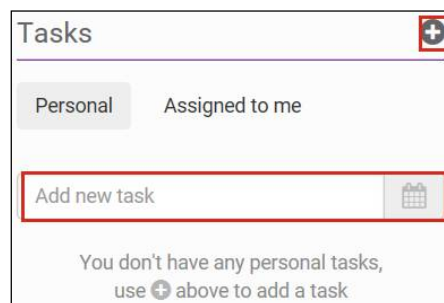 Tasks
Personal Assigned to me
Add new task
You don't have any personal tasks,
use + above to add a task